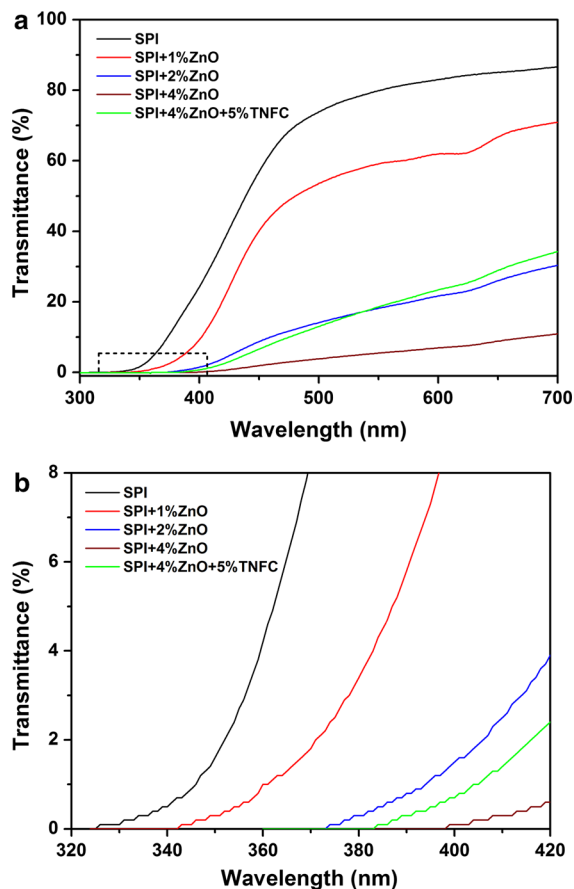 a
SPI
SPI+1%ZnO
SPI+2%ZnO
SPI+4%ZnO
SPI+4%ZnO+5%TNFC
Transmittance (%)
100
80
60
40
20
0
300 400 500 600 700
Wavelength (nm)
b
SPI
SPI+1%ZnO
SPI+2%ZnO
SPI+4%ZnO
SPI+4%ZnO+5%TNFC
Transmittance (%)
8
6
4
2
0
320 340 360 380 400 420
Wavelength (nm)